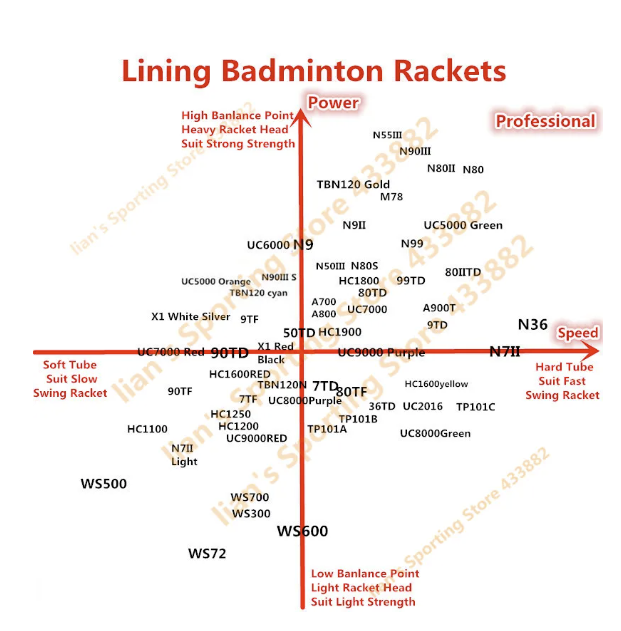 Lining Badminton Rackets
Power
High Banlance Point
Heavy Racket Head
Suit Strong Strength
Professional
N55III
N90III
N80II N80
TBN120 Gold
M78
N9II
UC5000 Green
UC6000 N9
N99
N50III N80S
80IITD
UC5000 Orange
N90III S
HC1800
99TD
TBN120 cyan
80TD
A700
A800
UC7000
A900T
X1 White Silver
9TF
9TD
N36
50TD HC1900
Speed
UC7000 Red 90TD
X1 Red
Black
UC9000 Purple
N7II
Soft Tube
Suit Slow
Swing Racket
Hard Tube
Suit Fast
Swing Racket
HC1600RED
90TF
TBN120N 7TD
80TF
HC1600yellow
7TF
UC8000Purple
36TD UC2016 TP101C
HC1250
TP101B
HC1100
HC1200
TP101A
UC9000RED
UC8000Green
N7II
Light
WS500
WS700
WS300
WS600
WS72
Low Banlance Point
Light Racket Head
Suit Light Strength
lian's Sporting Store 433882
lian's Sporting Store 433882
lian's Sporting Store 433882
lian's Sporting Store 433882
lian's Sporting Store 433882